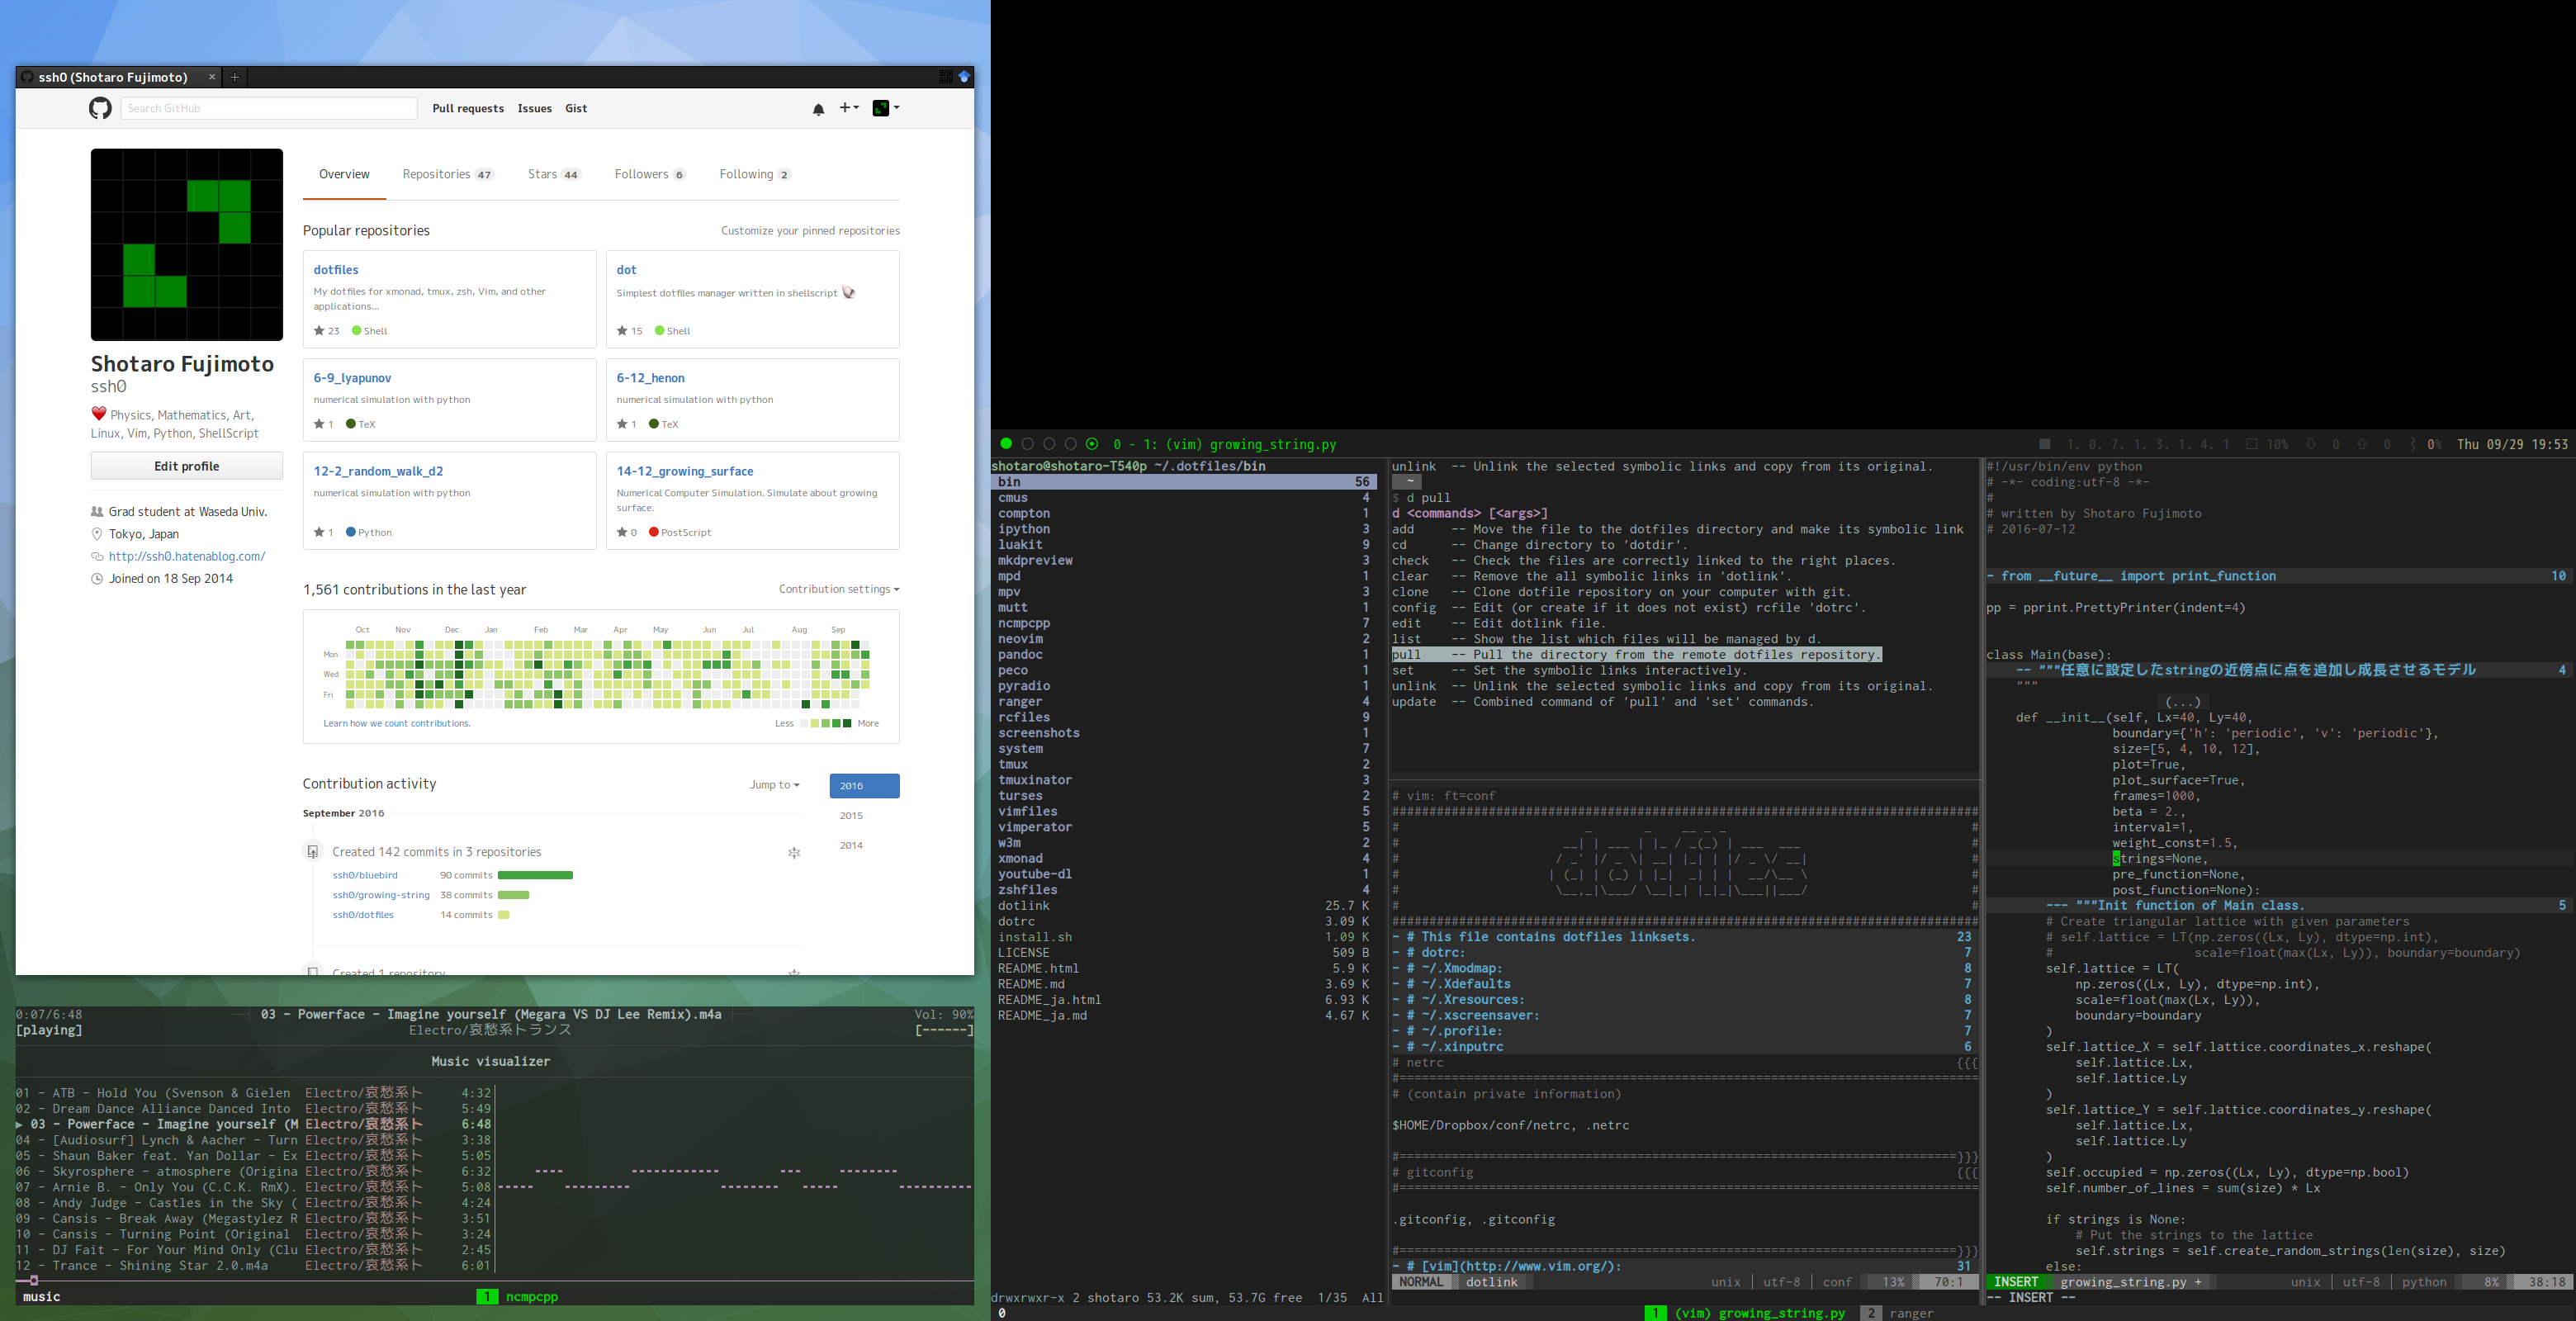 ssh0 (Shotaro Fujimoto) × +
Search GitHub Pull requests Issues Gist
Overview Repositories 47 Stars 44 Followers 6 Following 2
Shotaro Fujimoto
ssh0
❤ Physics, Mathematics, Art,
Linux, Vim, Python, ShellScript
Edit profile
Grad student at Waseda Univ.
Tokyo, Japan
http://ssh0.hatenablog.com/
Joined on 18 Sep 2014
Popular repositories Customize your pinned repositories
dotfiles
My dotfiles for xmonad, tmux, zsh, Vim, and other
applications...
★ 23 Shell
dot
Simplest dotfiles manager written in shellscript
★ 15 Shell
6-9_lyapunov
numerical simulation with python
★ 1 TeX
6-12_henon
numerical simulation with python
★ 1 TeX
12-2_random_walk_d2
numerical simulation with python
★ 1 Python
14-12_growing_surface
Numerical Computer Simulation. Simulate about growing
surface.
★ 0 PostScript
1,561 contributions in the last year Contribution settings
Oct Nov Dec Jan Feb Mar Apr May Jun Jul Aug Sep
Mon
Wed
Fri
Learn how we count contributions. Less More
Contribution activity Jump to
2016
2015
2014
September 2016
Created 142 commits in 3 repositories
ssh0/bluebird 90 commits
ssh0/growing-string 38 commits
ssh0/dotfiles 14 commits
Created 1 repository
0:07/6:48 03 - Powerface - Imagine yourself (Megara VS DJ Lee Remix).m4a Vol: 90%
[playing] Electro/哀愁系トランス [------]
Music visualizer
01 - ATB - Hold You (Svenson & Gielen Electro/哀愁系ト 4:32
02 - Dream Dance Alliance Danced Into Electro/哀愁系ト 5:49
▶ 03 - Powerface - Imagine yourself (M Electro/哀愁系ト 6:48
04 - [Audiosurf] Lynch & Aacher - Turn Electro/哀愁系ト 3:38
05 - Shaun Baker feat. Yan Dollar - Ex Electro/哀愁系ト 5:05
06 - Skyrosphere - atmosphere (Origina Electro/哀愁系ト 6:32
07 - Arnie B. - Only You (C.C.K. RmX). Electro/哀愁系ト 5:08
08 - Andy Judge - Castles in the Sky ( Electro/哀愁系ト 4:24
09 - Cansis - Break Away (Megastylez R Electro/哀愁系ト 3:51
10 - Cansis - Turning Point (Original Electro/哀愁系ト 3:24
11 - DJ Fait - For Your Mind Only (Clu Electro/哀愁系ト 2:45
12 - Trance - Shining Star 2.0.m4a Electro/哀愁系ト 6:01
music 1 ncmpcpp
0 - 1: (vim) growing_string.py 1. 0. 7. 1. 3. 1. 4. 1 10% 0 0 0% Thu 09/29 19:53
shotaro@shotaro-T540p ~/.dotfiles/bin
bin 56
cmus 4
compton 1
ipython 3
luakit 9
mkdpreview 3
mpd 1
mpv 3
mutt 1
ncmpcpp 7
neovim 2
pandoc 1
peco 1
pyradio 1
ranger 4
rcfiles 9
screenshots 1
system 7
tmux 2
tmuxinator 3
turses 2
vimfiles 5
vimperator 5
w3m 2
xmonad 4
youtube-dl 1
zshfiles 4
dotlink 25.7 K
dotrc 3.09 K
install.sh 1.09 K
LICENSE 509 B
README.html 5.9 K
README.md 3.69 K
README_ja.html 6.93 K
README_ja.md 4.67 K
drwxrwxr-x 2 shotaro 53.2K sum, 53.7G free 1/35 All
unlink -- Unlink the selected symbolic links and copy from its original.
~
$ d pull
d <commands> [<args>]
add -- Move the file to the dotfiles directory and make its symbolic link
cd -- Change directory to 'dotdir'.
check -- Check the files are correctly linked to the right places.
clear -- Remove the all symbolic links in 'dotlink'.
clone -- Clone dotfile repository on your computer with git.
config -- Edit (or create if it does not exist) rcfile 'dotrc'.
edit -- Edit dotlink file.
list -- Show the list which files will be managed by d.
pull -- Pull the directory from the remote dotfiles repository.
set -- Set the symbolic links interactively.
unlink -- Unlink the selected symbolic links and copy from its original.
update -- Combined command of 'pull' and 'set' commands.
# vim: ft=conf
- # This file contains dotfiles linksets. 23
- # dotrc: 7
- # ~/.Xmodmap: 8
- # ~/.Xdefaults 7
- # ~/.Xresources: 8
- # ~/.xscreensaver: 7
- # ~/.profile: 7
- # ~/.xinputrc 6
# netrc {{{
# (contain private information)
$HOME/Dropbox/conf/netrc, .netrc
}}}
# gitconfig {{{
.gitconfig, .gitconfig
}}}
- # [vim](http://www.vim.org/): 31
NORMAL dotlink unix | utf-8 | conf 13% 70:1
#!/usr/bin/env python
# -*- coding:utf-8 -*-
#
# written by Shotaro Fujimoto
# 2016-07-12
- from __future__ import print_function 10
pp = pprint.PrettyPrinter(indent=4)
class Main(base):
-- """任意に設定したstringの近傍点に点を追加し成長させるモデル 4
"""
(...)
def __init__(self, Lx=40, Ly=40,
boundary={'h': 'periodic', 'v': 'periodic'},
size=[5, 4, 10, 12],
plot=True,
plot_surface=True,
frames=1000,
beta = 2.,
interval=1,
weight_const=1.5,
strings=None,
pre_function=None,
post_function=None):
--- """Init function of Main class. 5
# Create triangular lattice with given parameters
# self.lattice = LT(np.zeros((Lx, Ly), dtype=np.int),
# scale=float(max(Lx, Ly)), boundary=boundary)
self.lattice = LT(
np.zeros((Lx, Ly), dtype=np.int),
scale=float(max(Lx, Ly)),
boundary=boundary
)
self.lattice_X = self.lattice.coordinates_x.reshape(
self.lattice.Lx,
self.lattice.Ly
)
self.lattice_Y = self.lattice.coordinates_y.reshape(
self.lattice.Lx,
self.lattice.Ly
)
self.occupied = np.zeros((Lx, Ly), dtype=np.bool)
self.number_of_lines = sum(size) * Lx
if strings is None:
# Put the strings to the lattice
self.strings = self.create_random_strings(len(size), size)
else:
INSERT growing_string.py + unix | utf-8 | python 8% 38:18
-- INSERT --
0 1 (vim) growing_string.py 2 ranger